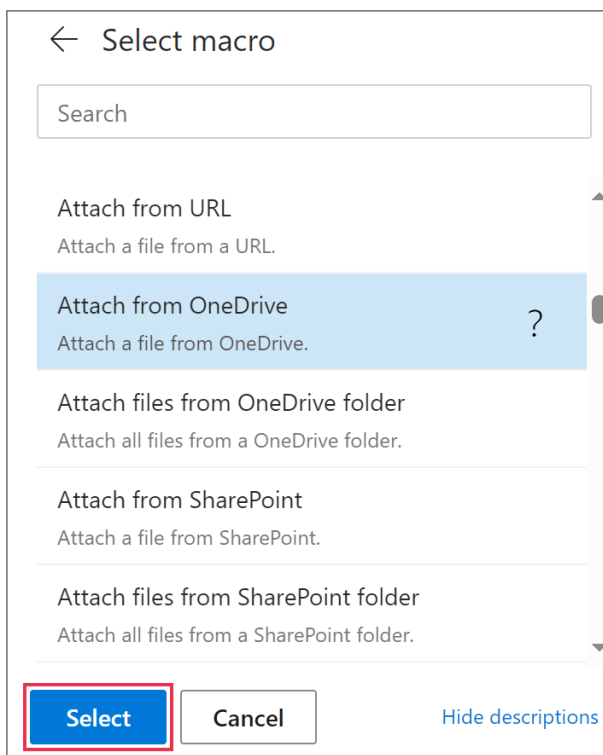 ← Select macro
Search
Attach from URL
Attach a file from a URL.
Attach from OneDrive
?
Attach a file from OneDrive.
Attach files from OneDrive folder
Attach all files from a OneDrive folder.
Attach from SharePoint
Attach a file from SharePoint.
Attach files from SharePoint folder
Attach all files from a SharePoint folder.
Select Cancel Hide descriptions